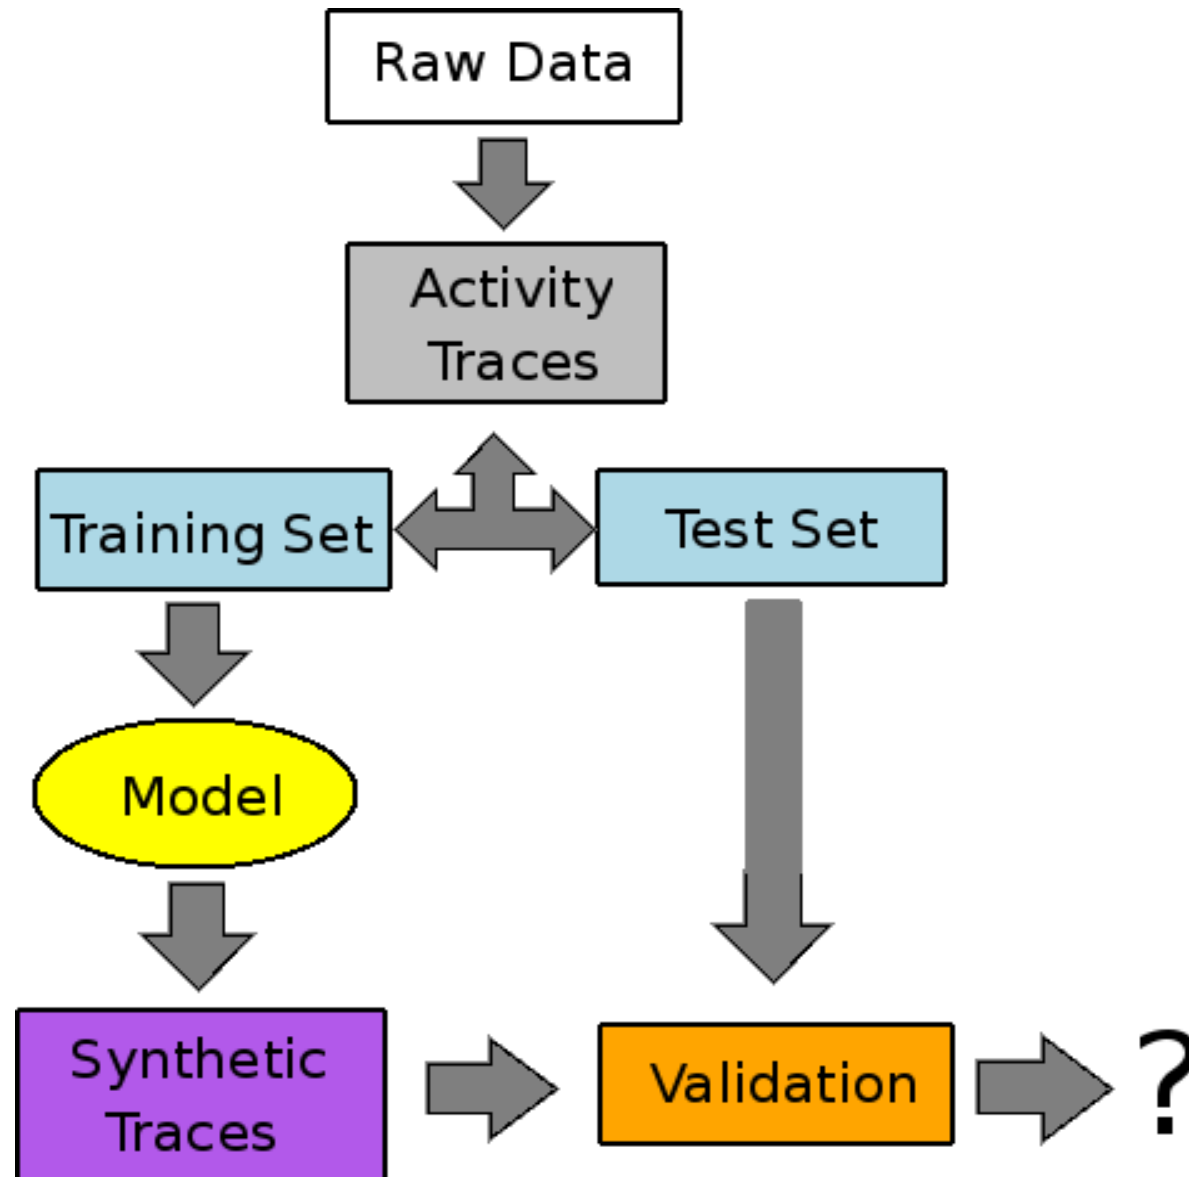 Raw Data
Activity
Traces
Training Set
Test Set
Model
Synthetic
Traces
Validation
?